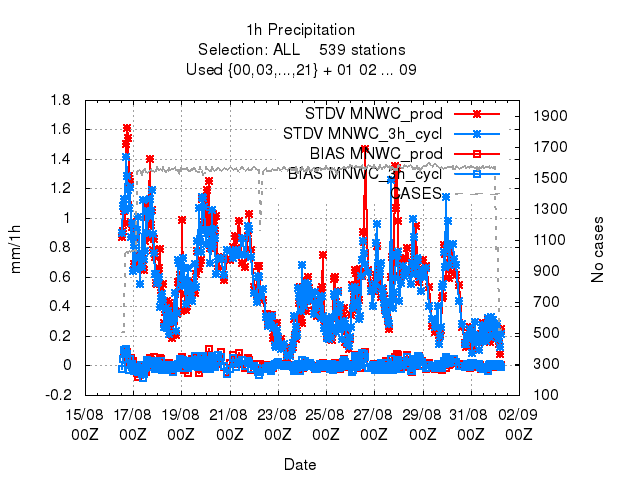 1h Precipitation
Selection: ALL 539 stations
Used {00,03,...,21} + 01 02 ... 09
STDV MNWC_prod
STDV MNWC_3h_cycl
BIAS MNWC_prod
BIAS MNWC_3h_cycl
CASES
mm/1h
1.8
1.6
1.4
1.2
1
0.8
0.6
0.4
0.2
0
-0.2
1900
1700
1500
1300
1100
900
700
500
300
100
No cases
15/08 17/08 19/08 21/08 23/08 25/08 27/08 29/08 31/08 02/09
00Z 00Z 00Z 00Z 00Z 00Z 00Z 00Z 00Z 00Z
Date